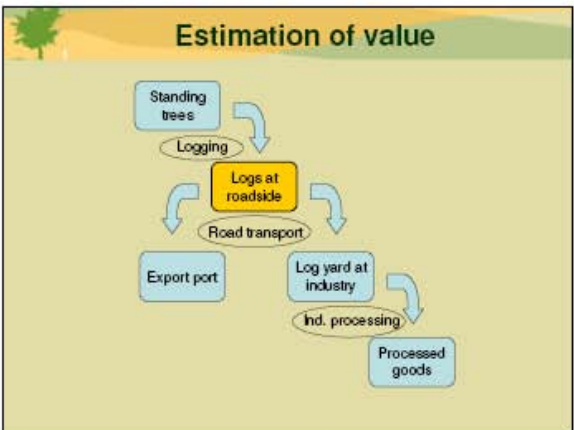 Estimation of value
Standing
trees
Logging
Logs at
roadside
Road transport
Export port
Log yard at
industry
Ind. processing
Processed
goods